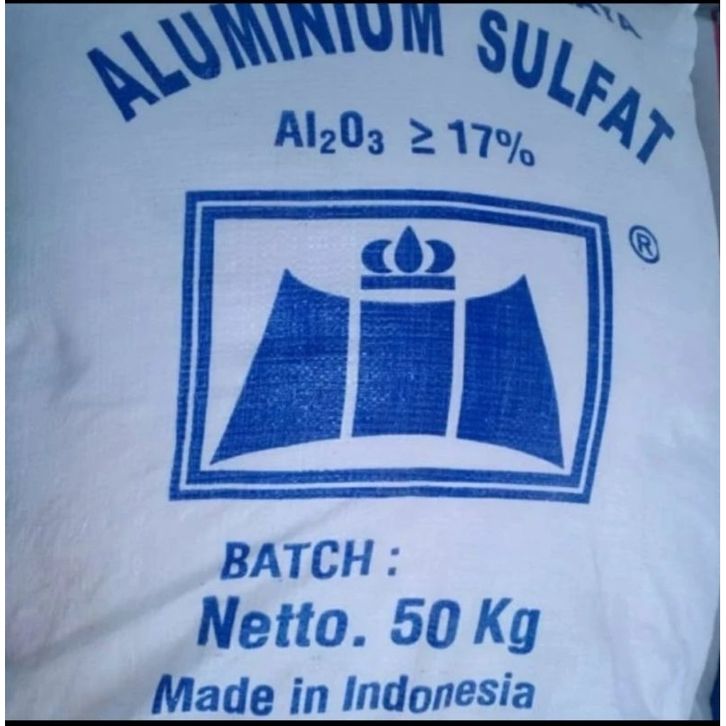 ALUMINIUM SULFAT
Al₂O₃ ≥ 17%
®
BATCH :
Netto. 50 Kg
Made in Indonesia